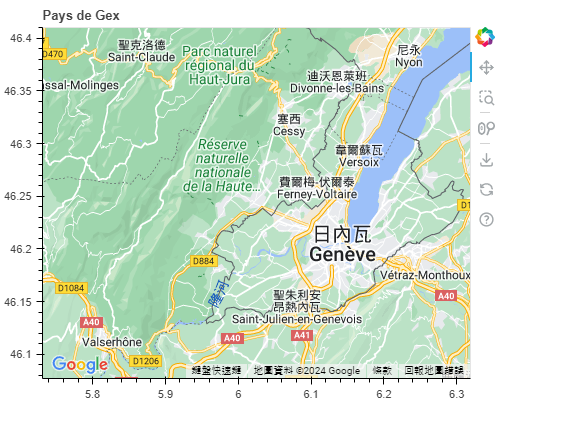 Pays de Gex
46.4
聖克洛德
Saint-Claude
D470
Parc naturel
régional du
Haut-Jura
尼永
Nyon
ssal-Molinges
迪沃恩萊班
Divonne-les-Bains
46.35
塞西
Cessy
46.3
Réserve
naturelle
nationale
de la Haute...
韋爾蘇瓦
Versoix
46.25
費爾梅-伏爾泰
Ferney-Voltaire
D1
46.2
日內瓦
Genève
D884
Vétraz-Monthoux
D1084
隆河
A40
46.15
聖朱利安
昂熱內瓦
Saint-Julien-en-Genevois
A40
A40
A41
Valserhône
46.1
D1206
Google
鍵盤快速鍵
地圖資料 ©2024 Google
條款
回報地圖錯誤
5.8
5.9
6.0
6.1
6.2
6.3